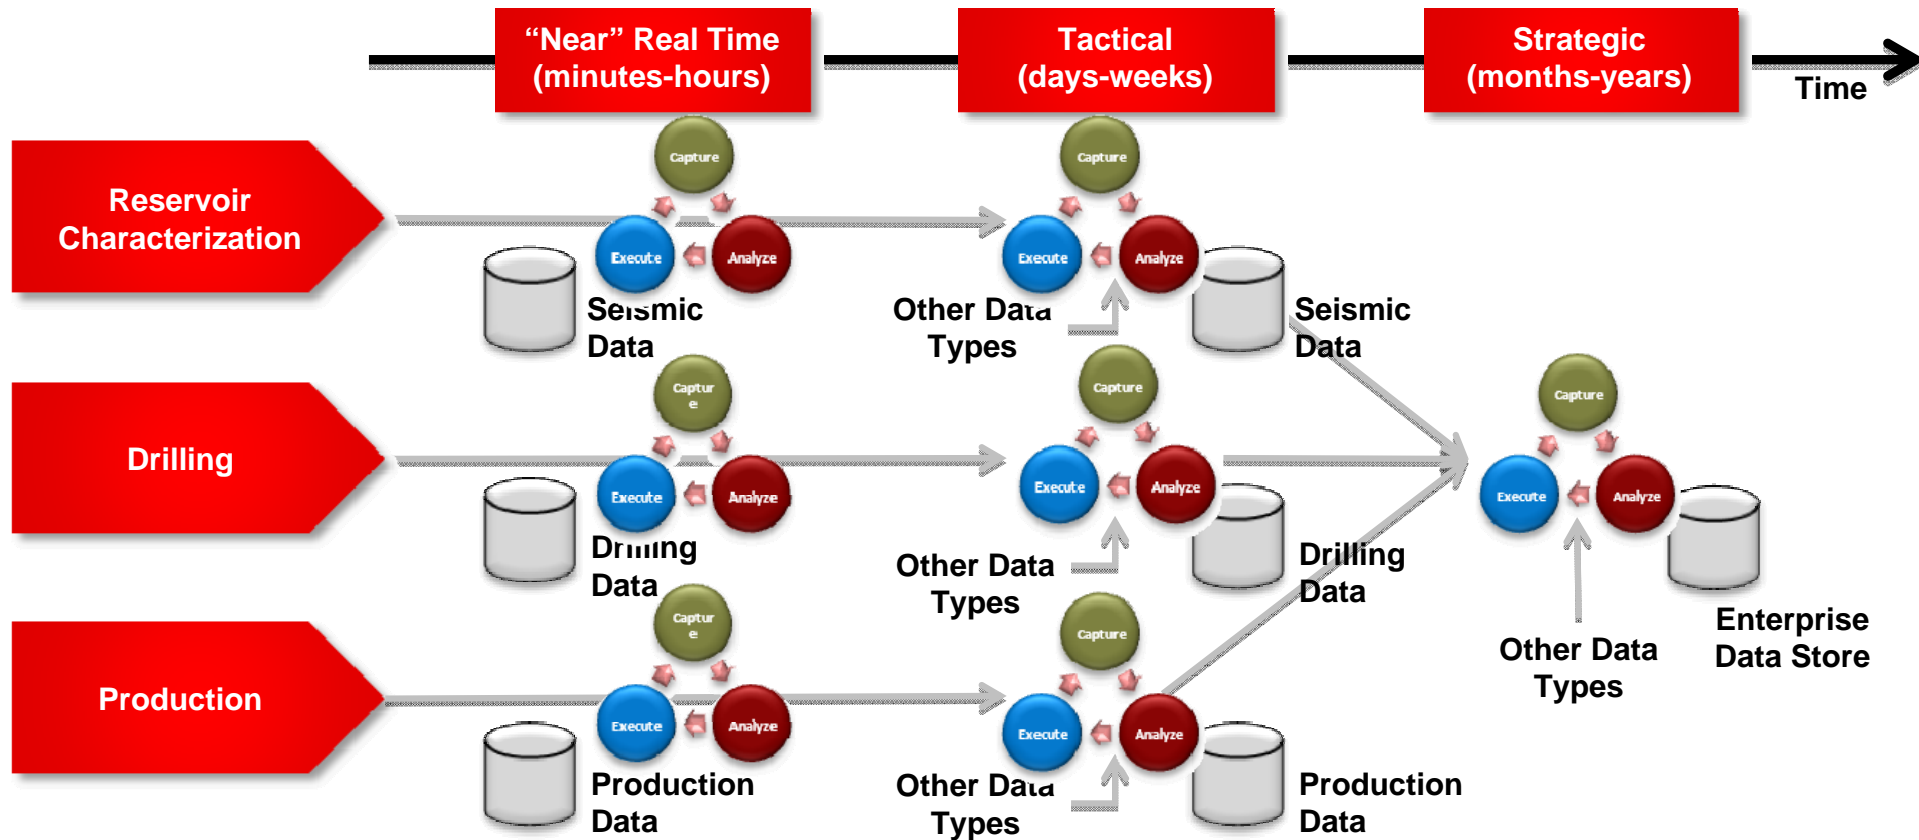 “Near” Real Time
(minutes-hours)
Tactical
(days-weeks)
Strategic
(months-years)
Time
Reservoir
Characterization
Capture
Execute
Analyze
Seismic
Data
Capture
Execute
Analyze
Other Data
Types
Seismic
Data
Drilling
Captur
e
Execute
Analyze
Drilling
Data
Capture
Execute
Analyze
Other Data
Types
Drilling
Data
Capture
Execute
Analyze
Other Data
Types
Enterprise
Data Store
Production
Captur
e
Execute
Analyze
Production
Data
Capture
Execute
Analyze
Other Data
Types
Production
Data